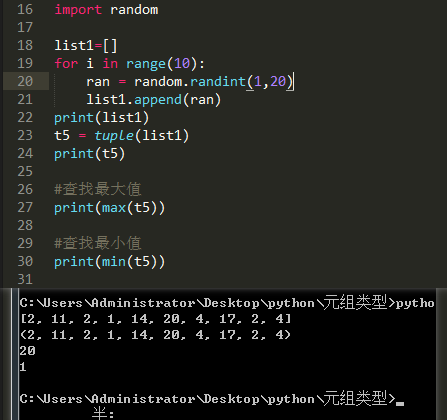 16 import random
17
18 list1=[]
19 for i in range(10):
20     ran = random.randint(1,20)
21     list1.append(ran)
22 print(list1)
23 t5 = tuple(list1)
24 print(t5)
25
26 #查找最大值
27 print(max(t5))
28
29 #查找最小值
30 print(min(t5))
31
C:\Users\Administrator\Desktop\python\元组类型>pytho
[2, 11, 2, 1, 14, 20, 4, 17, 2, 4]
(2, 11, 2, 1, 14, 20, 4, 17, 2, 4)
20
1
C:\Users\Administrator\Desktop\python\元组类型>_
半: